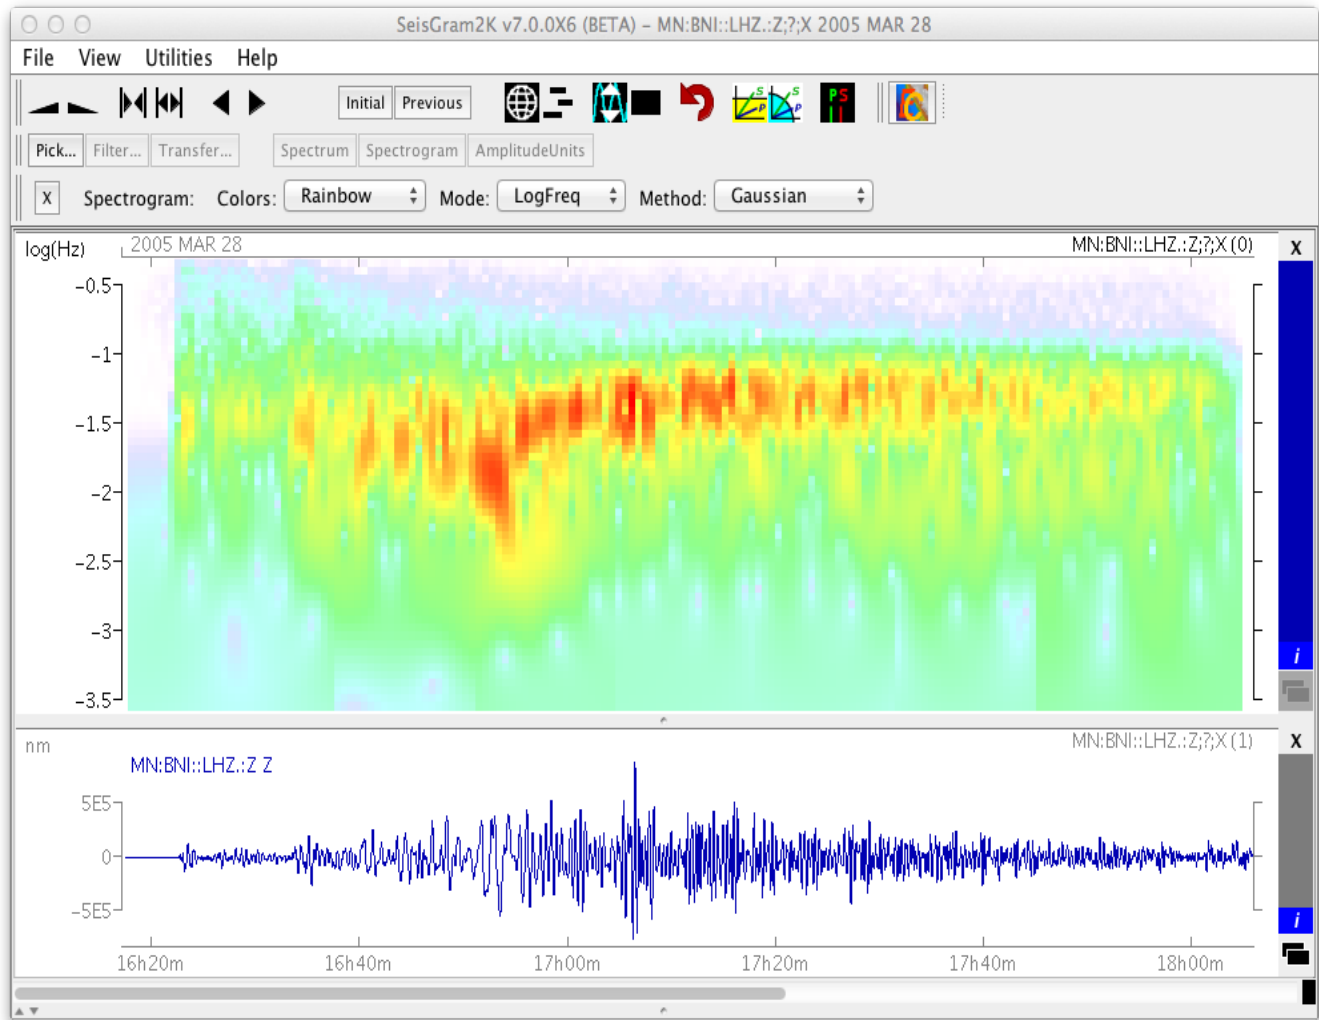 SeisGram2K v7.0.0X6 (BETA) – MN:BNI::LHZ.::Z;?;X 2005 MAR 28
File View Utilities Help
Initial Previous
S P S P P S
Pick... Filter... Transfer... Spectrum Spectrogram AmplitudeUnits
X Spectrogram: Colors: Rainbow Mode: LogFreq Method: Gaussian
log(Hz) 2005 MAR 28 MN:BNI::LHZ.::Z;?;X (0) X
-0.5
-1
-1.5
-2
-2.5
-3
i
-3.5
nm MN:BNI::LHZ.::Z;?;X (1) X
MN:BNI::LHZ.::Z Z
5E5
0
-5E5
i
16h20m 16h40m 17h00m 17h20m 17h40m 18h00m